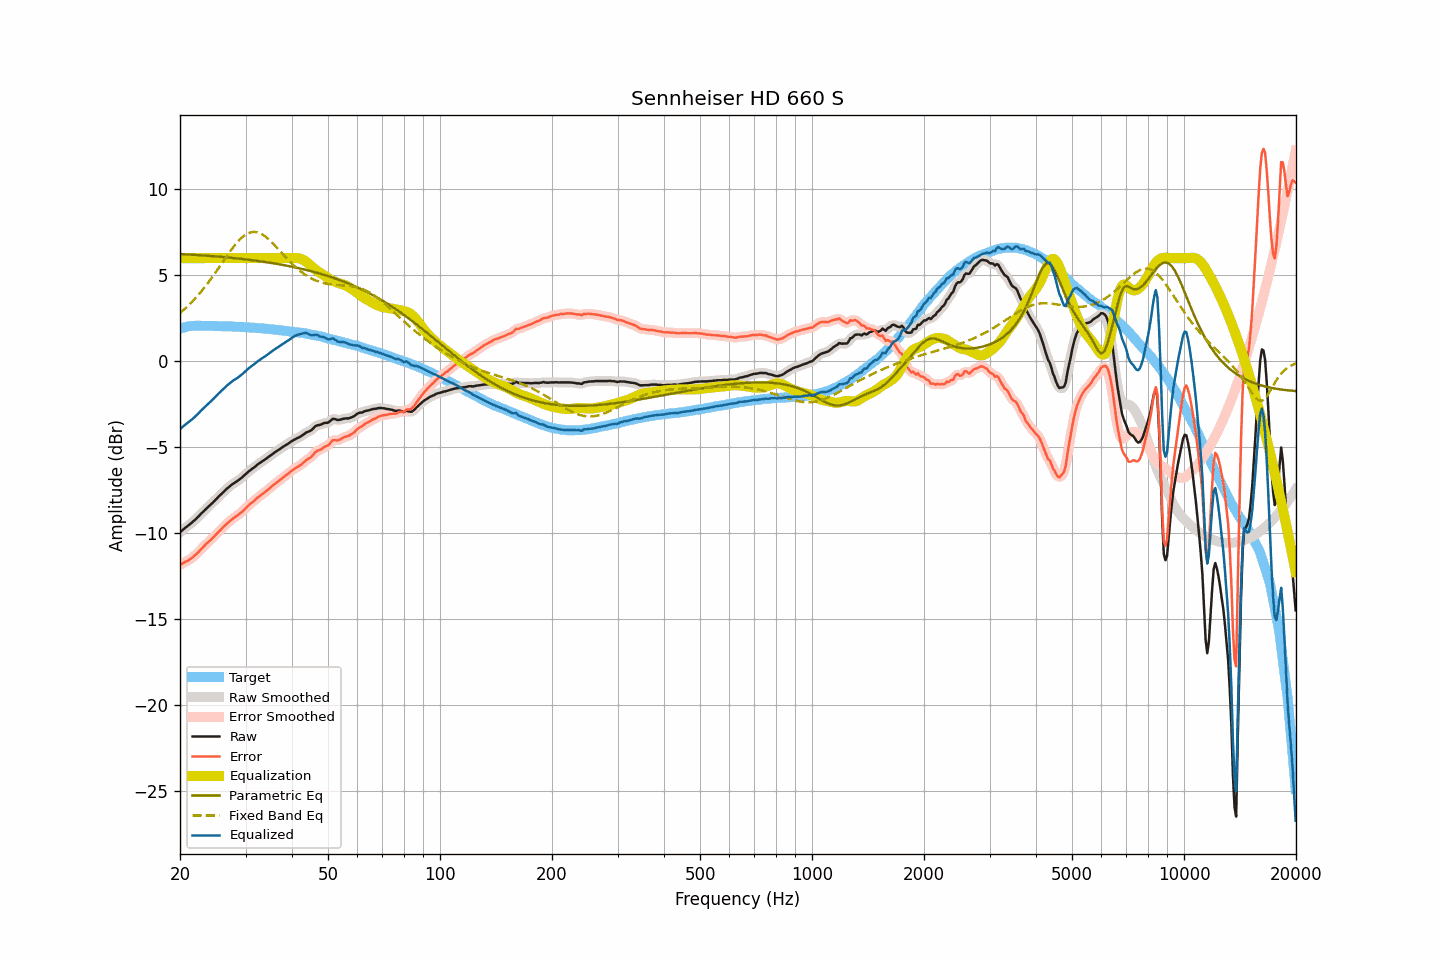 Sennheiser HD 660 S
Amplitude (dBr)
10
5
0
−5
−10
−15
−20
−25
Target
Raw Smoothed
Error Smoothed
Raw
Error
Equalization
Parametric Eq
Fixed Band Eq
Equalized
20 50 100 200 500 1000 2000 5000 10000 20000
Frequency (Hz)